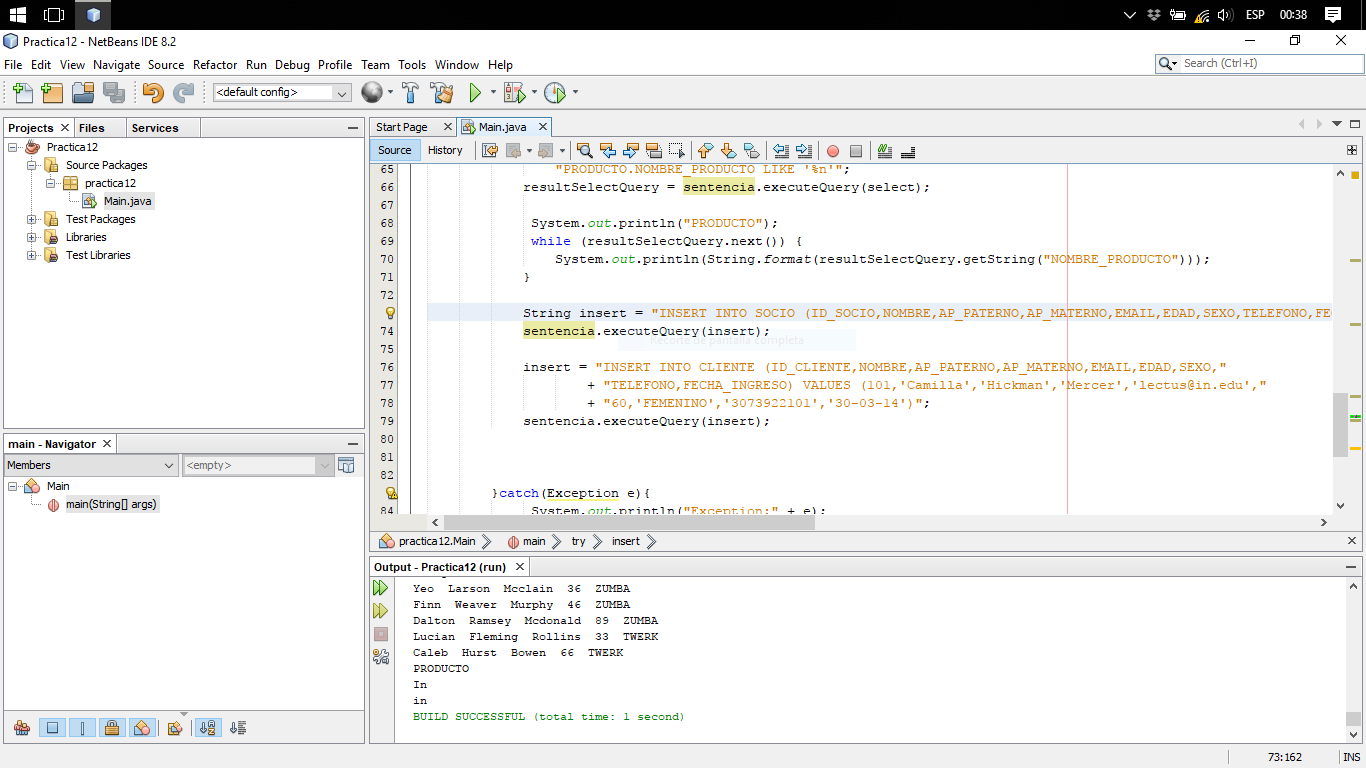 ESP 00:38
Practica12 - NetBeans IDE 8.2
File Edit View Navigate Source Refactor Run Debug Profile Team Tools Window Help
Search (Ctrl+I)
<default config>
Projects Files Services
Practica12
Source Packages
practica12
Main.java
Test Packages
Libraries
Test Libraries
main - Navigator
Members <empty>
Main
main(String[] args)
Start Page Main.java
Source History
65 "PRODUCTO.NOMBRE_PRODUCTO LIKE '%n'";
66 resultSelectQuery = sentencia.executeQuery(select);
67
68 System.out.println("PRODUCTO");
69 while (resultSelectQuery.next()) {
70 System.out.println(String.format(resultSelectQuery.getString("NOMBRE_PRODUCTO")));
71 }
72
String insert = "INSERT INTO SOCIO (ID_SOCIO,NOMBRE,AP_PATERNO,AP_MATERNO,EMAIL,EDAD,SEXO,TELEFONO,FE
74 sentencia.executeQuery(insert);
Recorte de pantalla completa
75
76 insert = "INSERT INTO CLIENTE (ID_CLIENTE,NOMBRE,AP_PATERNO,AP_MATERNO,EMAIL,EDAD,SEXO,"
77 + "TELEFONO,FECHA_INGRESO) VALUES (101,'Camilla','Hickman','Mercer','lectus@in.edu',"
78 + "60,'FEMENINO','3073922101','30-03-14')";
79 sentencia.executeQuery(insert);
80
81
82
}catch(Exception e){
84 System.out.println("Exception:" + e);
practica12.Main main try insert
Output - Practica12 (run)
Yeo Larson Mcclain 36 ZUMBA
Finn Weaver Murphy 46 ZUMBA
Dalton Ramsey Mcdonald 89 ZUMBA
Lucian Fleming Rollins 33 TWERK
Caleb Hurst Bowen 66 TWERK
PRODUCTO
In
in
BUILD SUCCESSFUL (total time: 1 second)
73:162 INS